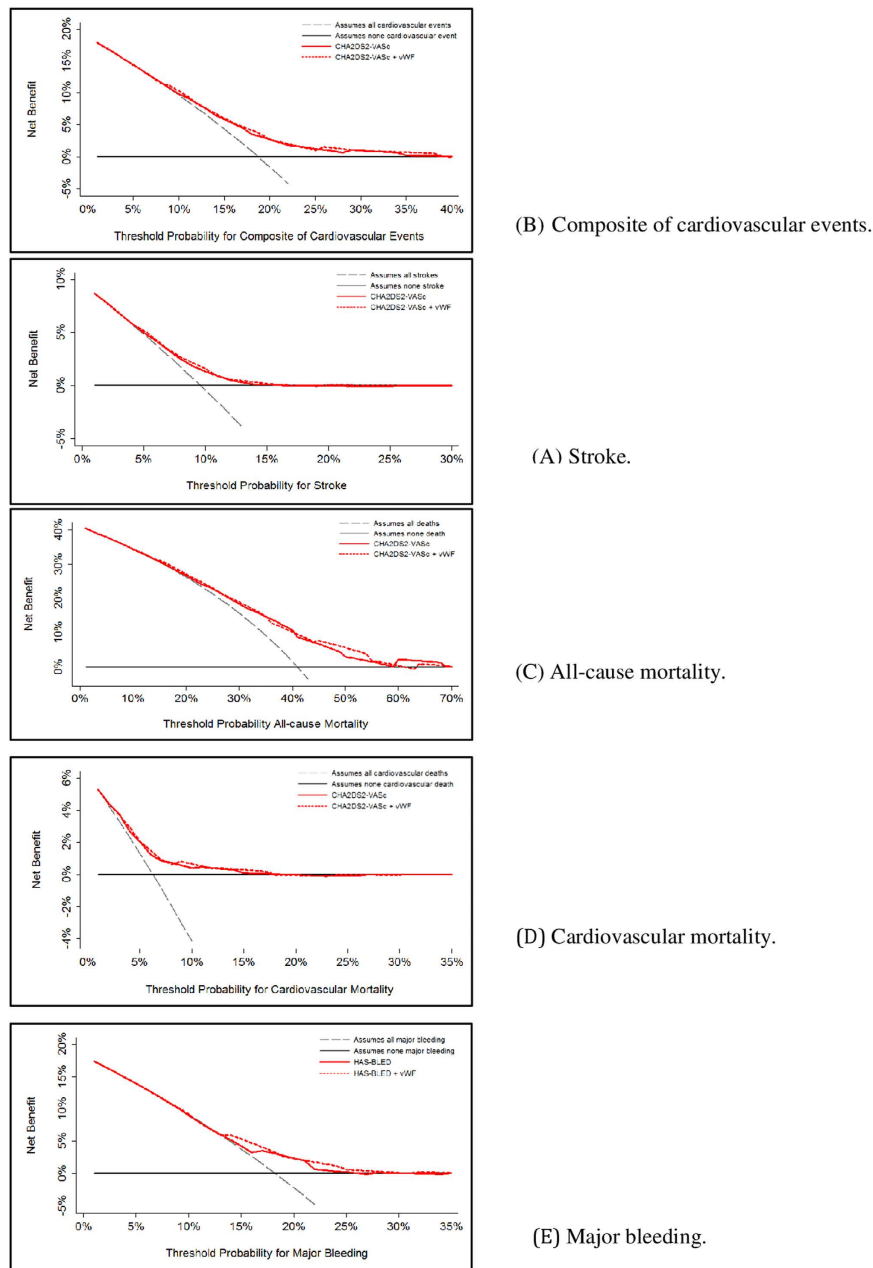 20%
15%
10%
5%
0%
-5%
Net Benefit
Assumes all cardiovascular events
Assumes none cardiovascular event
CHA2DS2-VASc
CHA2DS2-VASc + vWF
0% 5% 10% 15% 20% 25% 30% 35% 40%
Threshold Probability for Composite of Cardiovascular Events
(B) Composite of cardiovascular events.
10%
5%
0%
-5%
Net Benefit
Assumes all strokes
Assumes none stroke
CHA2DS2-VASc
CHA2DS2-VASc + vWF
0% 5% 10% 15% 20% 25% 30%
Threshold Probability for Stroke
(A) Stroke.
40%
30%
20%
10%
0%
Net Benefit
Assumes all deaths
Assumes none death
CHA2DS2-VASc
CHA2DS2-VASc + vWF
0% 10% 20% 30% 40% 50% 60% 70%
Threshold Probability All-cause Mortality
(C) All-cause mortality.
6%
4%
2%
0%
-2%
-4%
Net Benefit
Assumes all cardiovascular deaths
Assumes none cardiovascular death
CHA2DS2-VASc
CHA2DS2-VASc + vWF
0% 5% 10% 15% 20% 25% 30% 35%
Threshold Probability for Cardiovascular Mortality
(D) Cardiovascular mortality.
20%
15%
10%
5%
0%
-5%
Net Benefit
Assumes all major bleeding
Assumes none major bleeding
HAS-BLED
HAS-BLED + vWF
0% 5% 10% 15% 20% 25% 30% 35%
Threshold Probability for Major Bleeding
(E) Major bleeding.